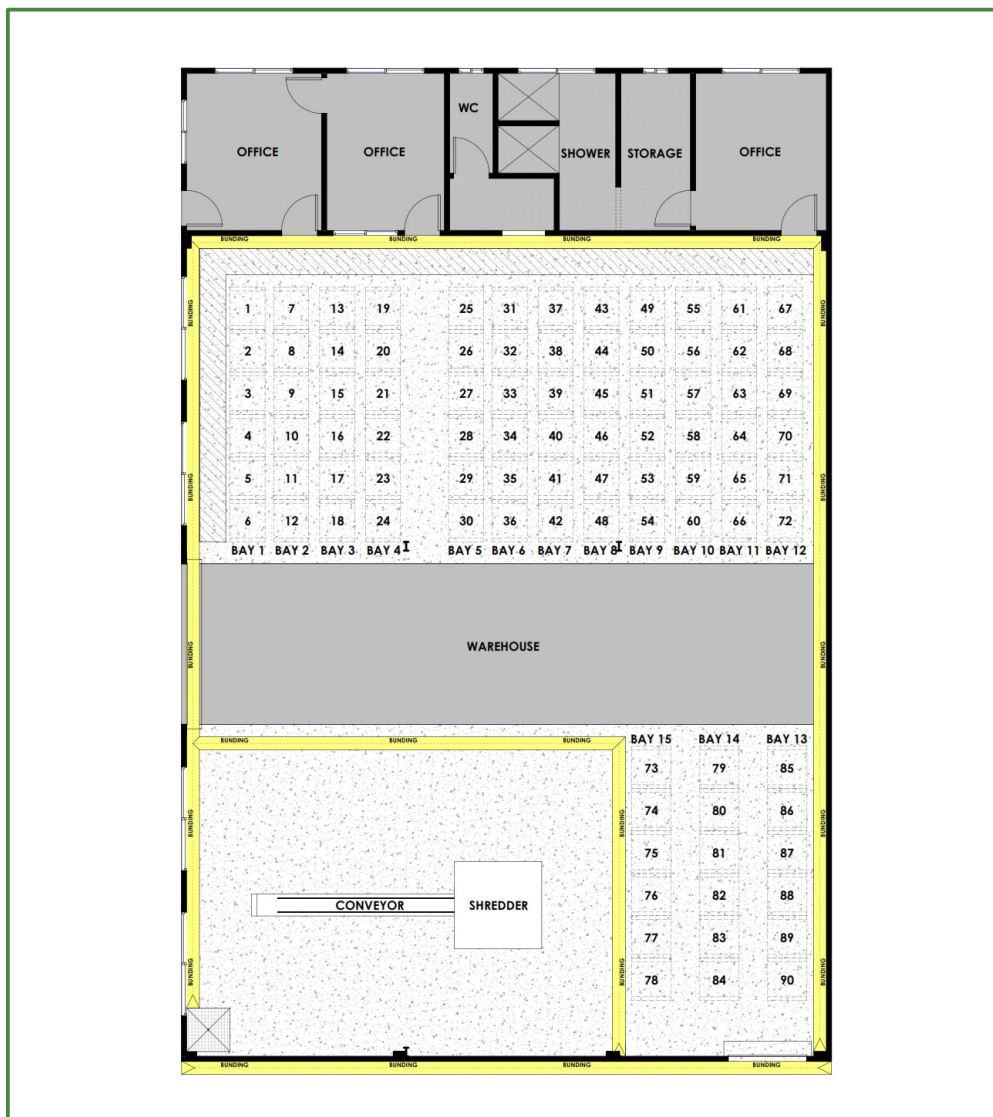 WC
OFFICE OFFICE SHOWER STORAGE OFFICE
BUNDING BUNDING BUNDING BUNDING
BUNDING BUNDING
1 7 13 19 25 31 37 43 49 55 61 67
2 8 14 20 26 32 38 44 50 56 62 68
3 9 15 21 27 33 39 45 51 57 63 69
4 10 16 22 28 34 40 46 52 58 64 70
BUNDING BUNDING
5 11 17 23 29 35 41 47 53 59 65 71
6 12 18 24 30 36 42 48 54 60 66 72
BAY 1 BAY 2 BAY 3 BAY 4 BAY 5 BAY 6 BAY 7 BAY 8 BAY 9 BAY 10 BAY 11 BAY 12
BUNDING WAREHOUSE BUNDING
BUNDING BUNDING BUNDING BAY 15 BAY 14 BAY 13
73 79 85
74 80 86
BUNDING BUNDING BUNDING
75 81 87
76 82 88
CONVEYOR SHREDDER
77 83 89
78 84 90
BUNDING BUNDING BUNDING
BUNDING BUNDING BUNDING BUNDING